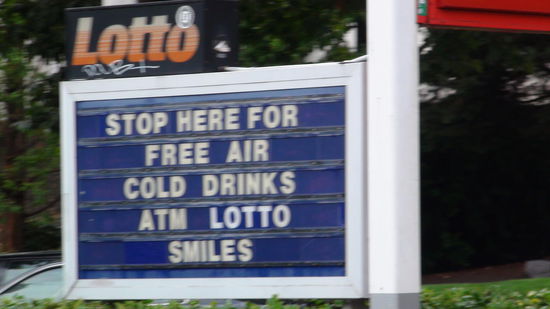 Lotto
STOP HERE FOR
FREE AIR
COLD DRINKS
ATM LOTTO
SMILES